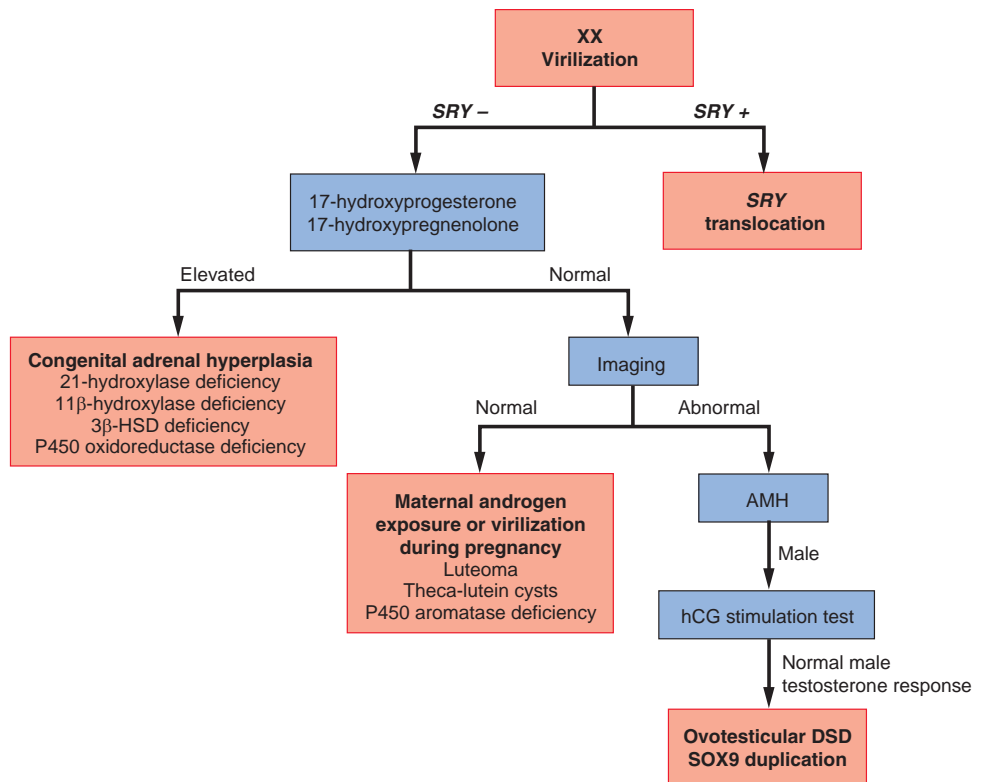 XX
Virilization
SRY –
SRY +
17-hydroxyprogesterone
17-hydroxypregnenolone
SRY
translocation
Elevated
Normal
Congenital adrenal hyperplasia
21-hydroxylase deficiency
11β-hydroxylase deficiency
3β-HSD deficiency
P450 oxidoreductase deficiency
Imaging
Normal
Abnormal
Maternal androgen
exposure or virilization
during pregnancy
Luteoma
Theca-lutein cysts
P450 aromatase deficiency
AMH
Male
hCG stimulation test
Normal male
testosterone response
Ovotesticular DSD
SOX9 duplication